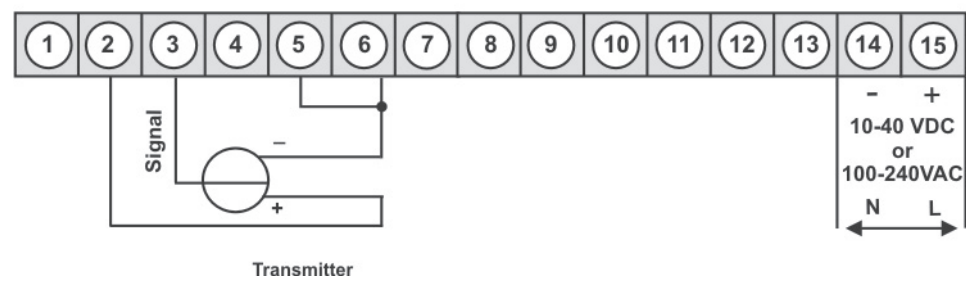 1 2 3 4 5 6 7 8 9 10 11 12 13 14 15
- +
10-40 VDC
or
100-240VAC
N L
Signal
–
+
Transmitter